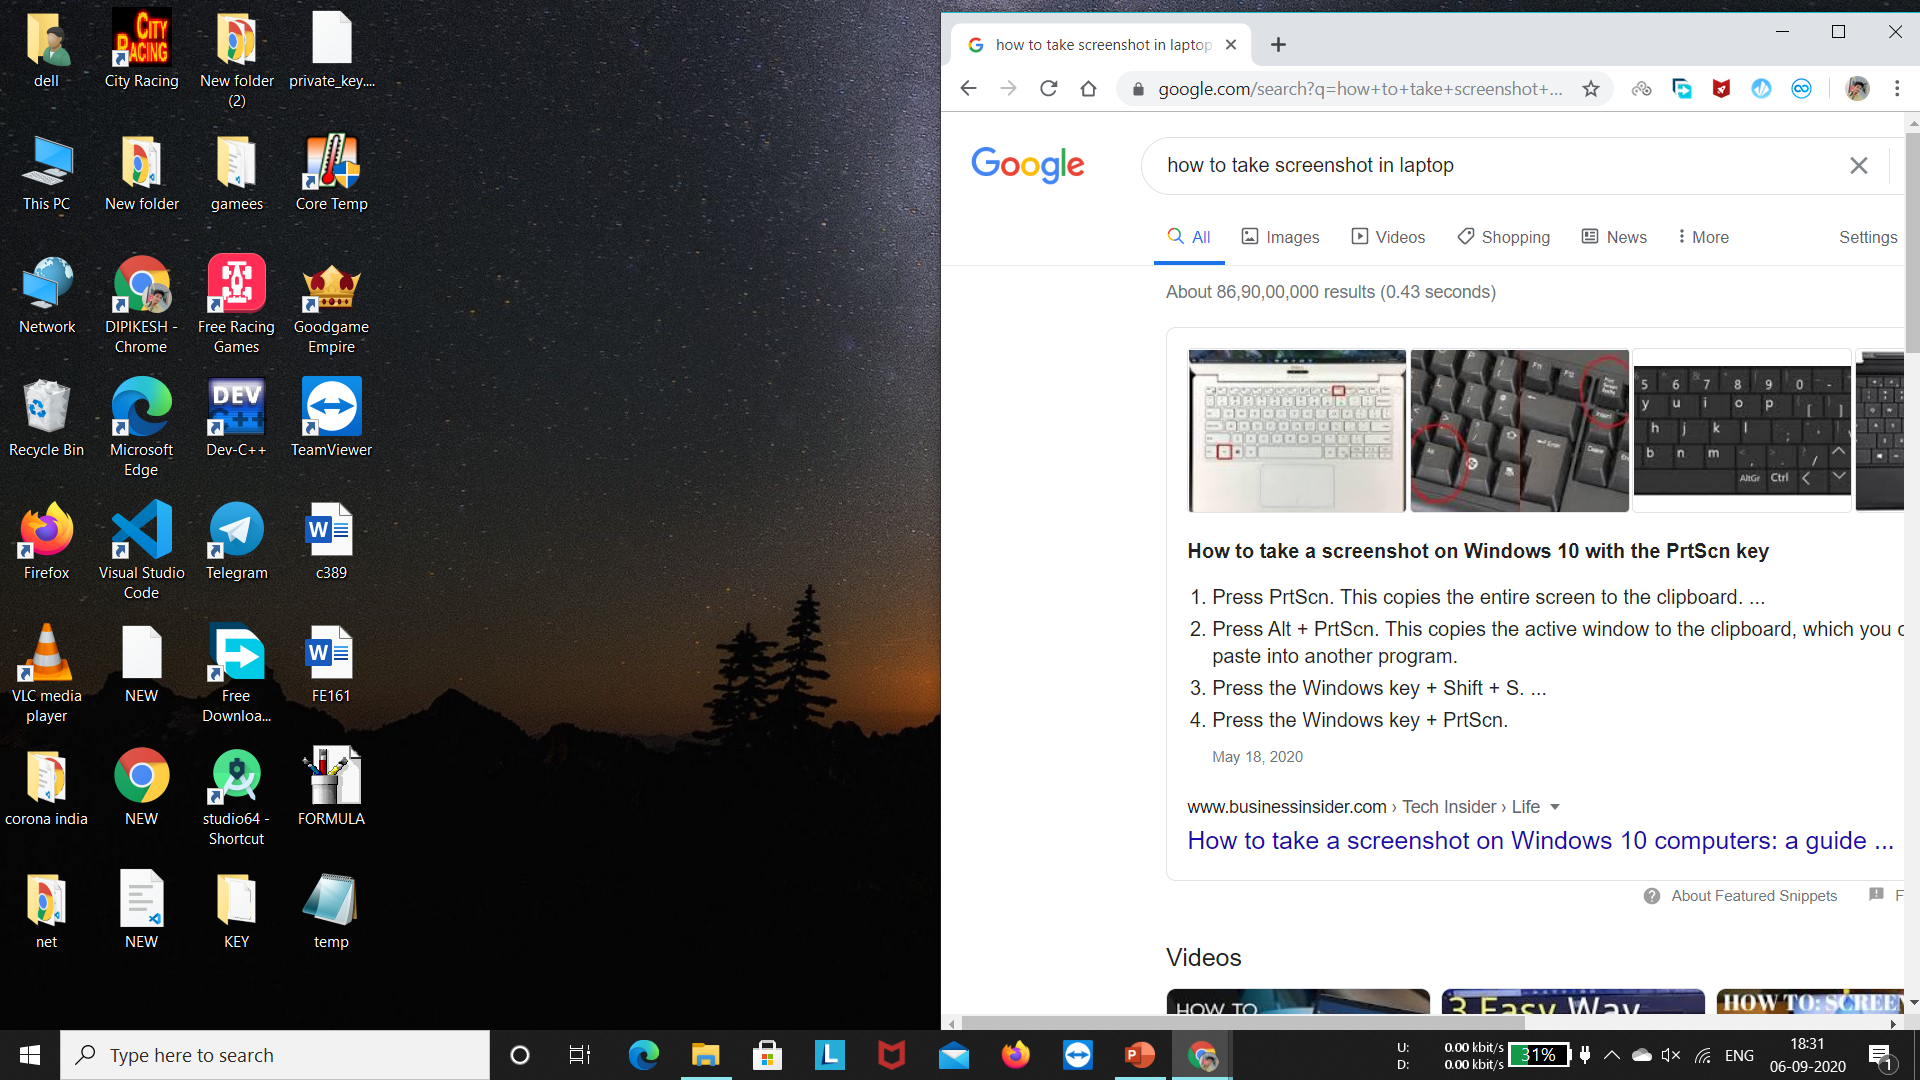 dell
City Racing
New folder
(2)
private_key....
This PC
New folder
gamees
Core Temp
Network
DIPIKESH -
Chrome
Free Racing
Games
Goodgame
Empire
Recycle Bin
Microsoft
Edge
DEV
C++
Dev-C++
TeamViewer
Firefox
Visual Studio
Code
Telegram
c389
VLC media
player
NEW
Free
Downloa...
FE161
corona india
NEW
studio64 -
Shortcut
FORMULA
net
NEW
KEY
temp
CITY
RACING
how to take screenshot in laptop
google.com/search?q=how+to+take+screenshot+...
Google
how to take screenshot in laptop
All
Images
Videos
Shopping
News
More
Settings
About 86,90,00,000 results (0.43 seconds)
How to take a screenshot on Windows 10 with the PrtScn key
1. Press PrtScn. This copies the entire screen to the clipboard. ...
2. Press Alt + PrtScn. This copies the active window to the clipboard, which you
paste into another program.
3. Press the Windows key + Shift + S. ...
4. Press the Windows key + PrtScn.
May 18, 2020
www.businessinsider.com › Tech Insider › Life
How to take a screenshot on Windows 10 computers: a guide ...
About Featured Snippets
Videos
HOW TO
3 Easy Way
HOW TO: SCREEN
Type here to search
U: 0.00 kbit/s
D: 0.00 kbit/s
31%
ENG
18:31
06-09-2020
1